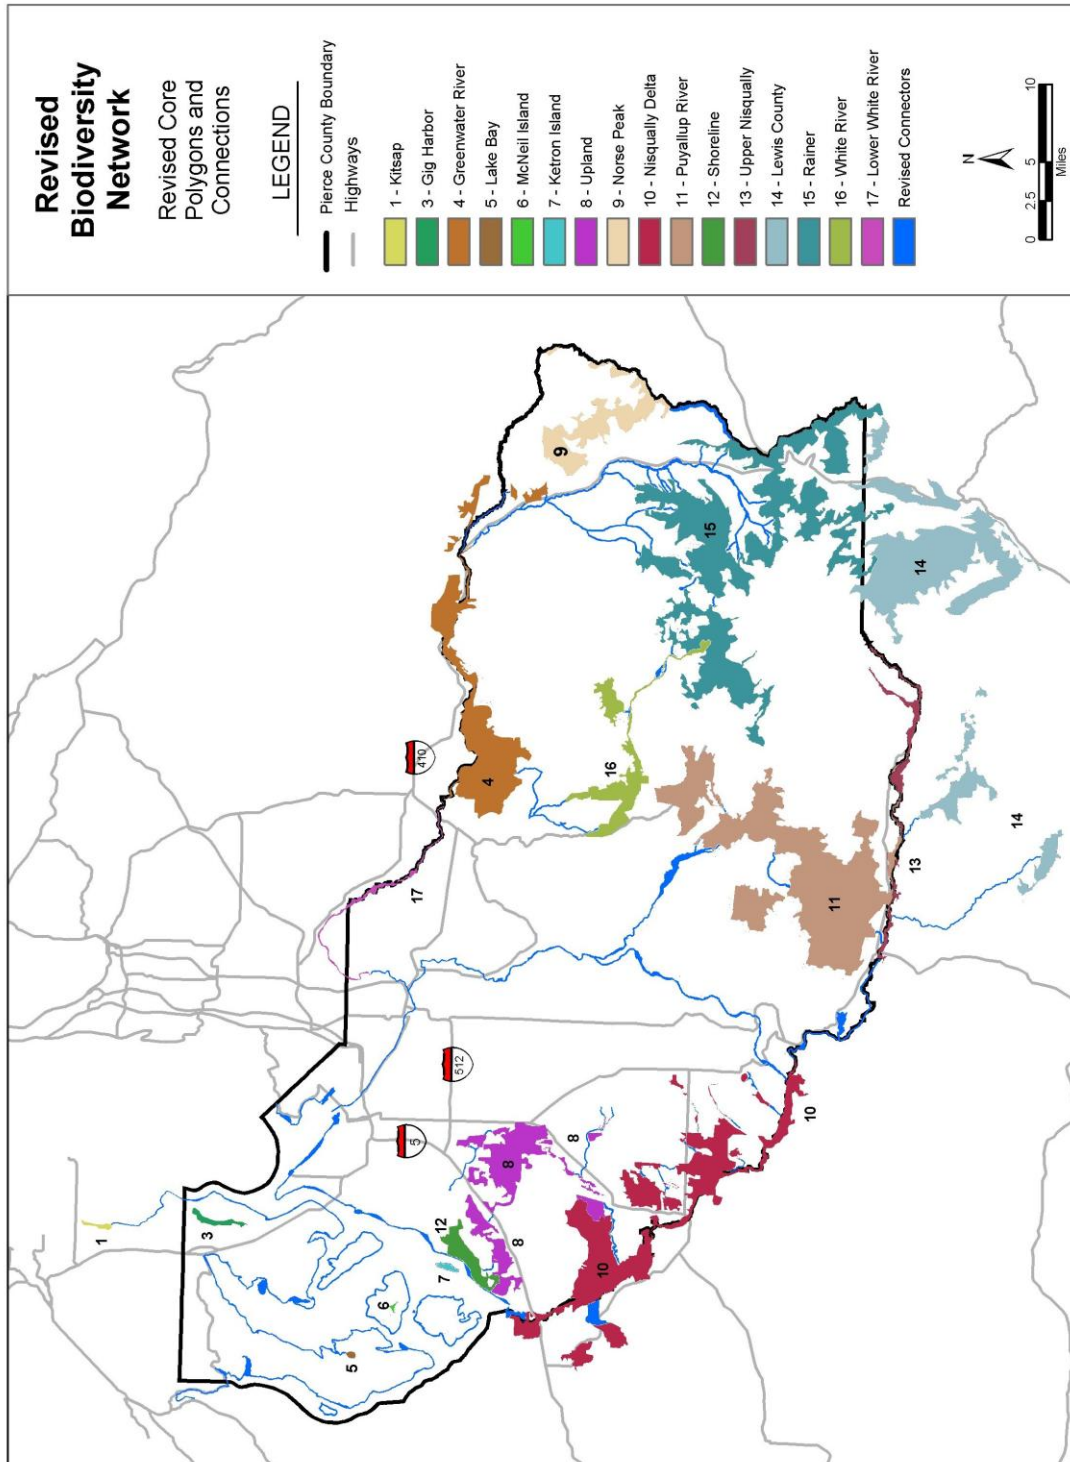 Revised
Biodiversity
Network
Revised Core
Polygons and
Connections
LEGEND
Pierce County Boundary
Highways
1 - Kitsap
3 - Gig Harbor
4 - Greenwater River
5 - Lake Bay
6 - McNeil Island
7 - Ketron Island
8 - Upland
9 - Norse Peak
10 - Nisqually Delta
11 - Puyallup River
12 - Shoreline
13 - Upper Nisqually
14 - Lewis County
15 - Rainer
16 - White River
17 - Lower White River
Revised Connectors
N
0 2.5 5 10
Miles
1
3
5
6
7
12
8
8
8
10
10
5
512
410
17
4
16
9
15
11
13
14
14